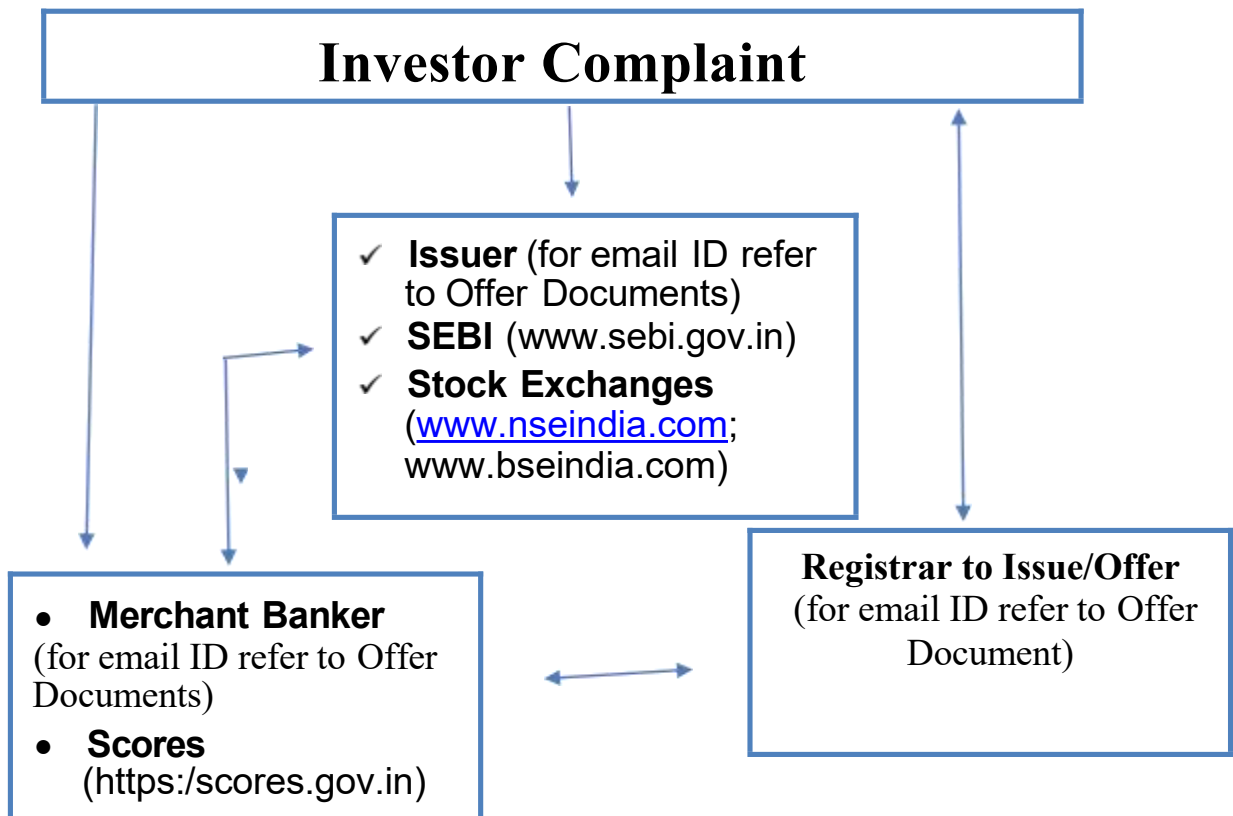 Investor Complaint
✓ Issuer (for email ID refer
to Offer Documents)
✓ SEBI (www.sebi.gov.in)
✓ Stock Exchanges
(www.nseindia.com;
www.bseindia.com)
• Merchant Banker
(for email ID refer to Offer
Documents)
• Scores
(https:/scores.gov.in)
Registrar to Issue/Offer
(for email ID refer to Offer
Document)